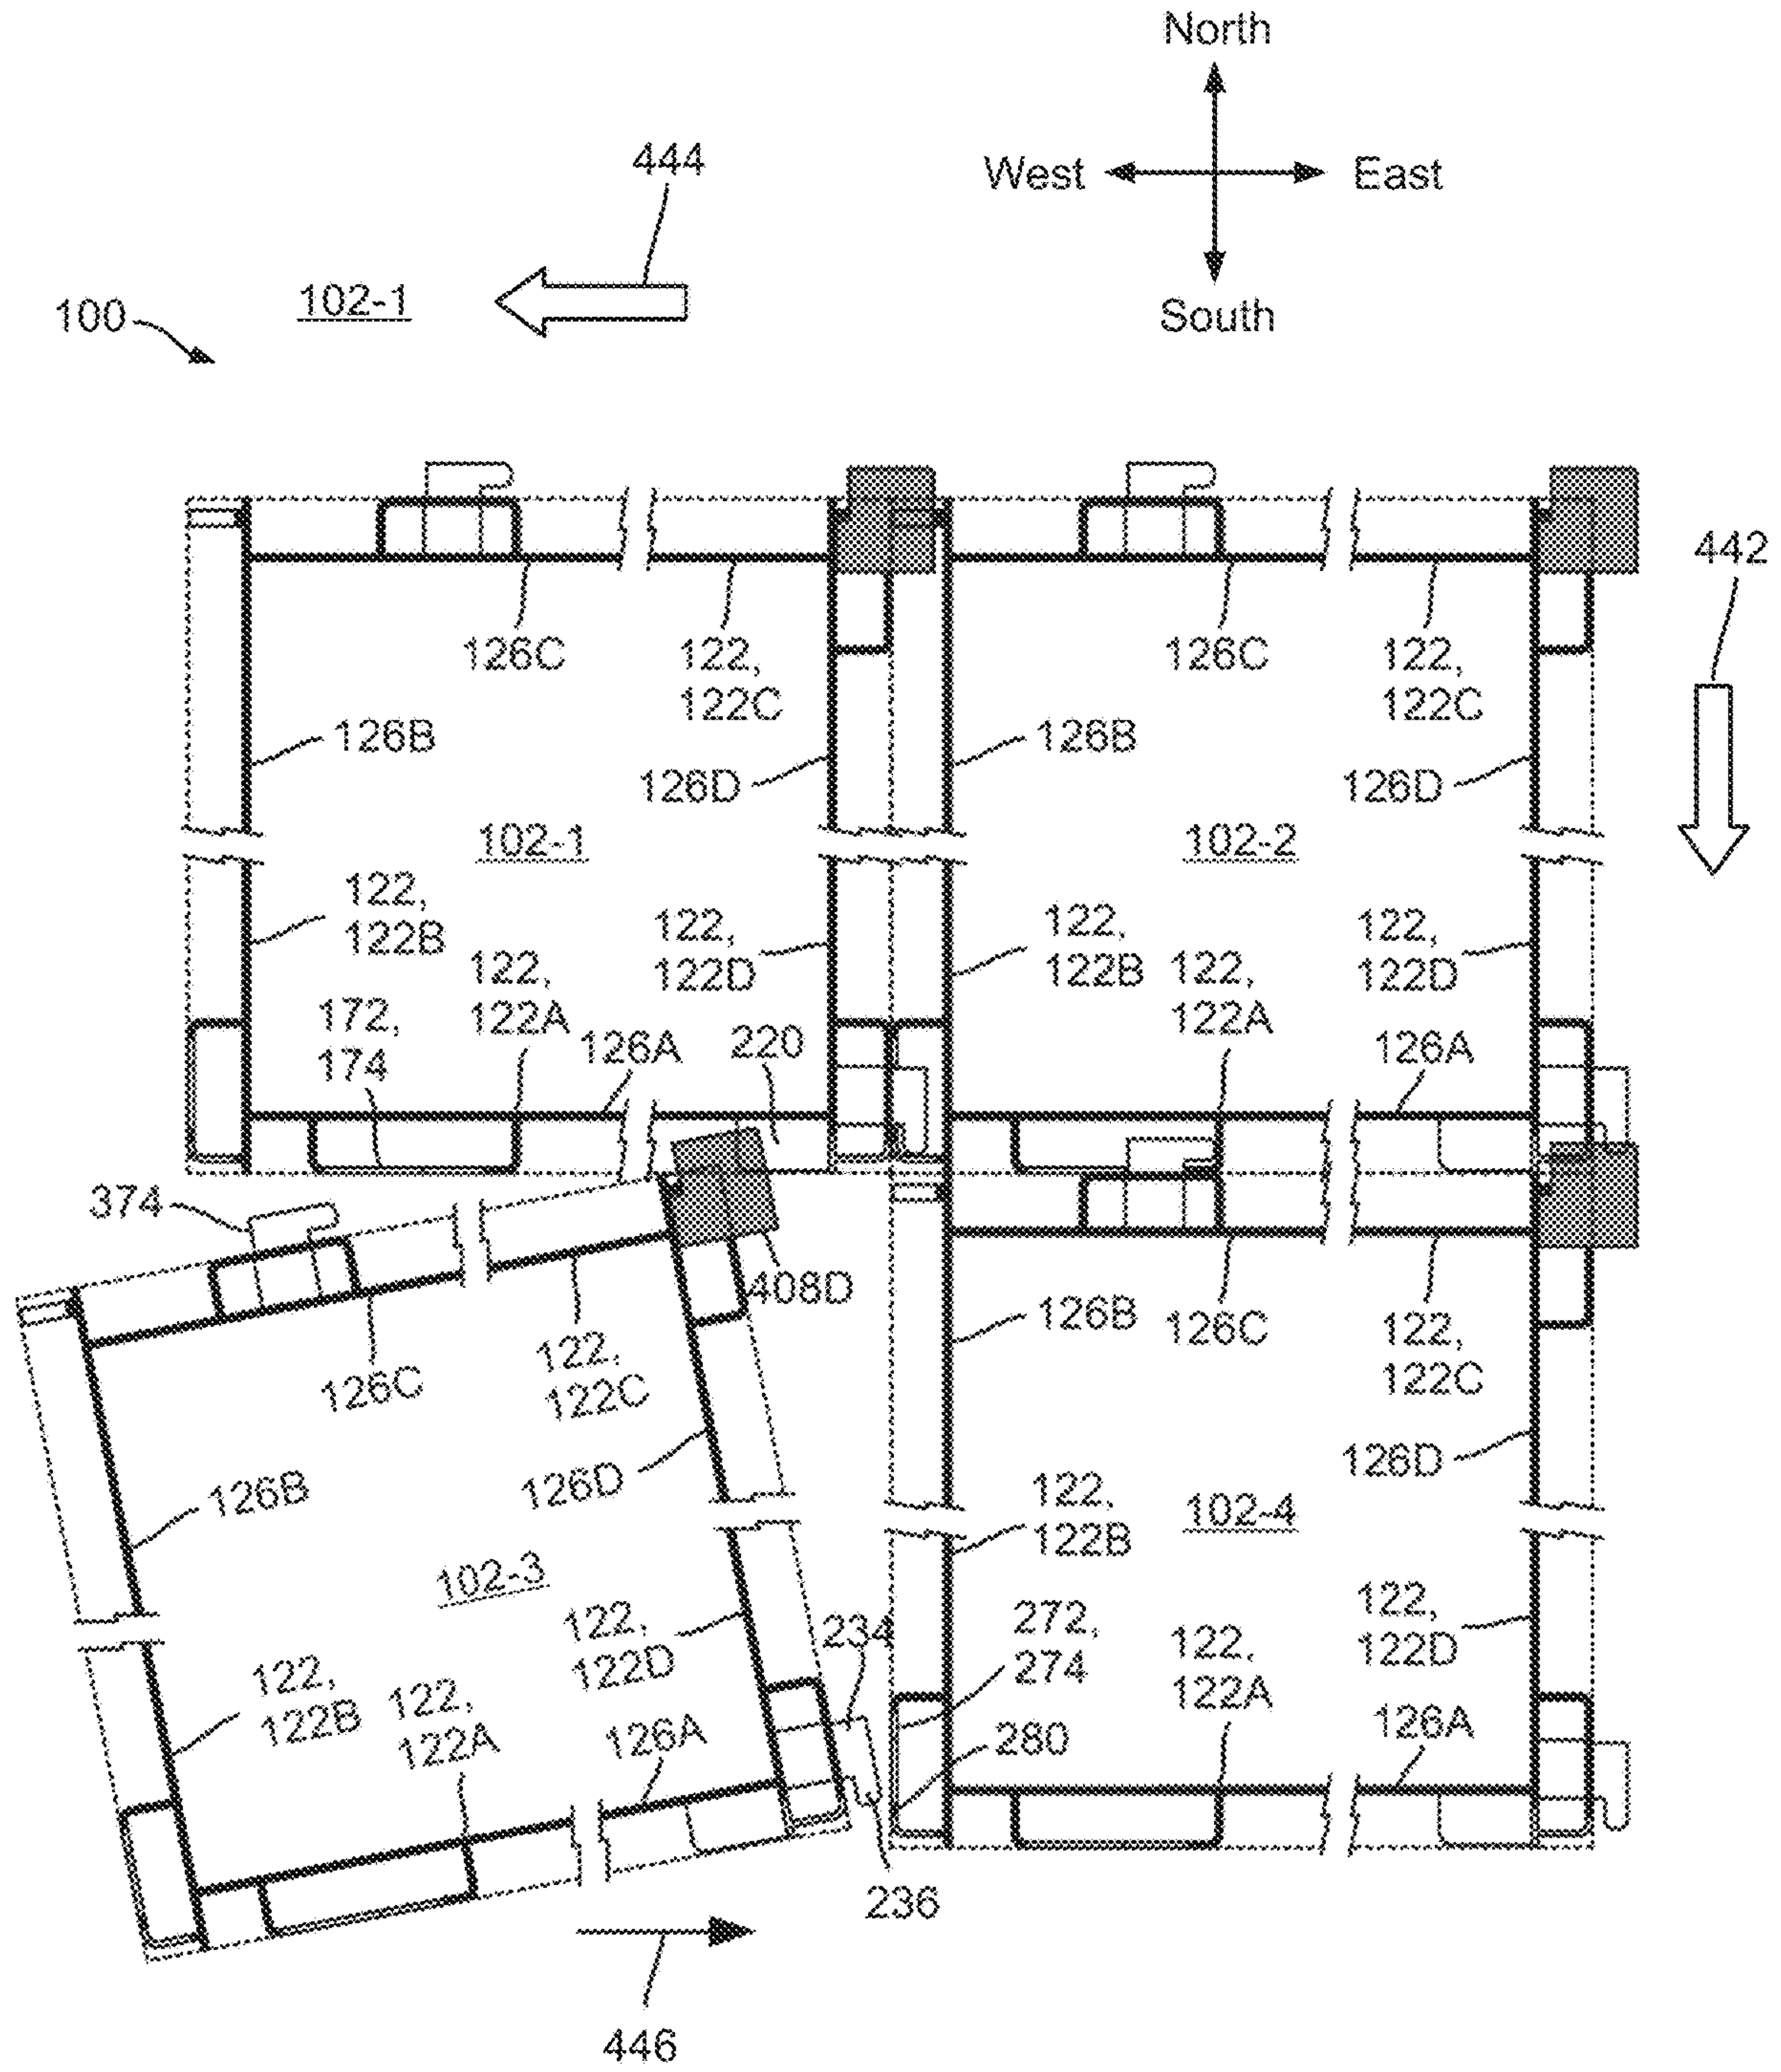 North
444
West
East
102-1
100
South
442
126C
122,
122C
126C
122,
122C
126B
126D
126B
126D
102-1
102-2
122,
122B
122,
122D
122,
122B
122,
122D
122,
122A
122,
122A
172,
174
126A
220
126A
374
408D
126B
126C
122,
122C
122,
122C
126C
126D
126B
126D
122,
122B
102-4
102-3
122,
122D
234
272,
274
122,
122A
122,
122D
122,
122B
122,
122A
126A
280
126A
236
446